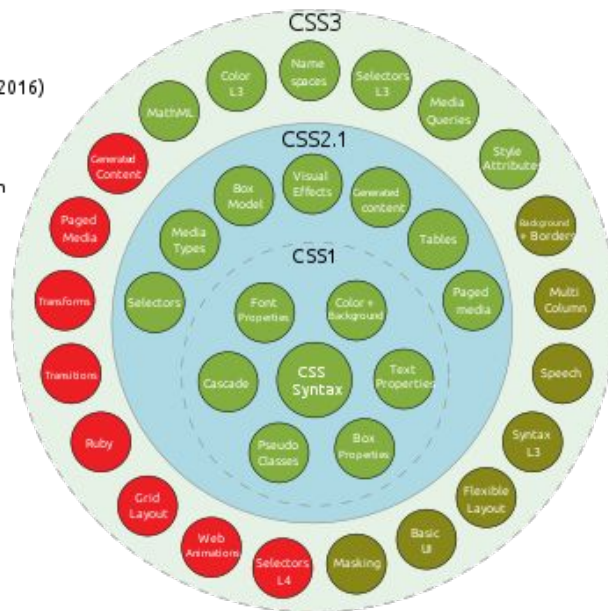 CSS3
2016)
n
Name
spaces
Selectors
L3
Media
Queries
Style
Attributes
Background
+ Borders
Multi
Column
Speech
Syntax
L3
Flexible
Layout
Basic
UI
Masking
Selectors
L4
Web
Animations
Grid
Layout
Ruby
Transitions
Transforms
Paged
Media
Generated
Content
MathML
Color
L3
CSS2.1
Selectors
Media
Types
Box
Model
Visual
Effects
Generated
content
Tables
Paged
media
CSS1
Font
Properties
Color +
Background
Cascade
CSS
Syntax
Text
Properties
Pseudo
Classes
Box
Properties